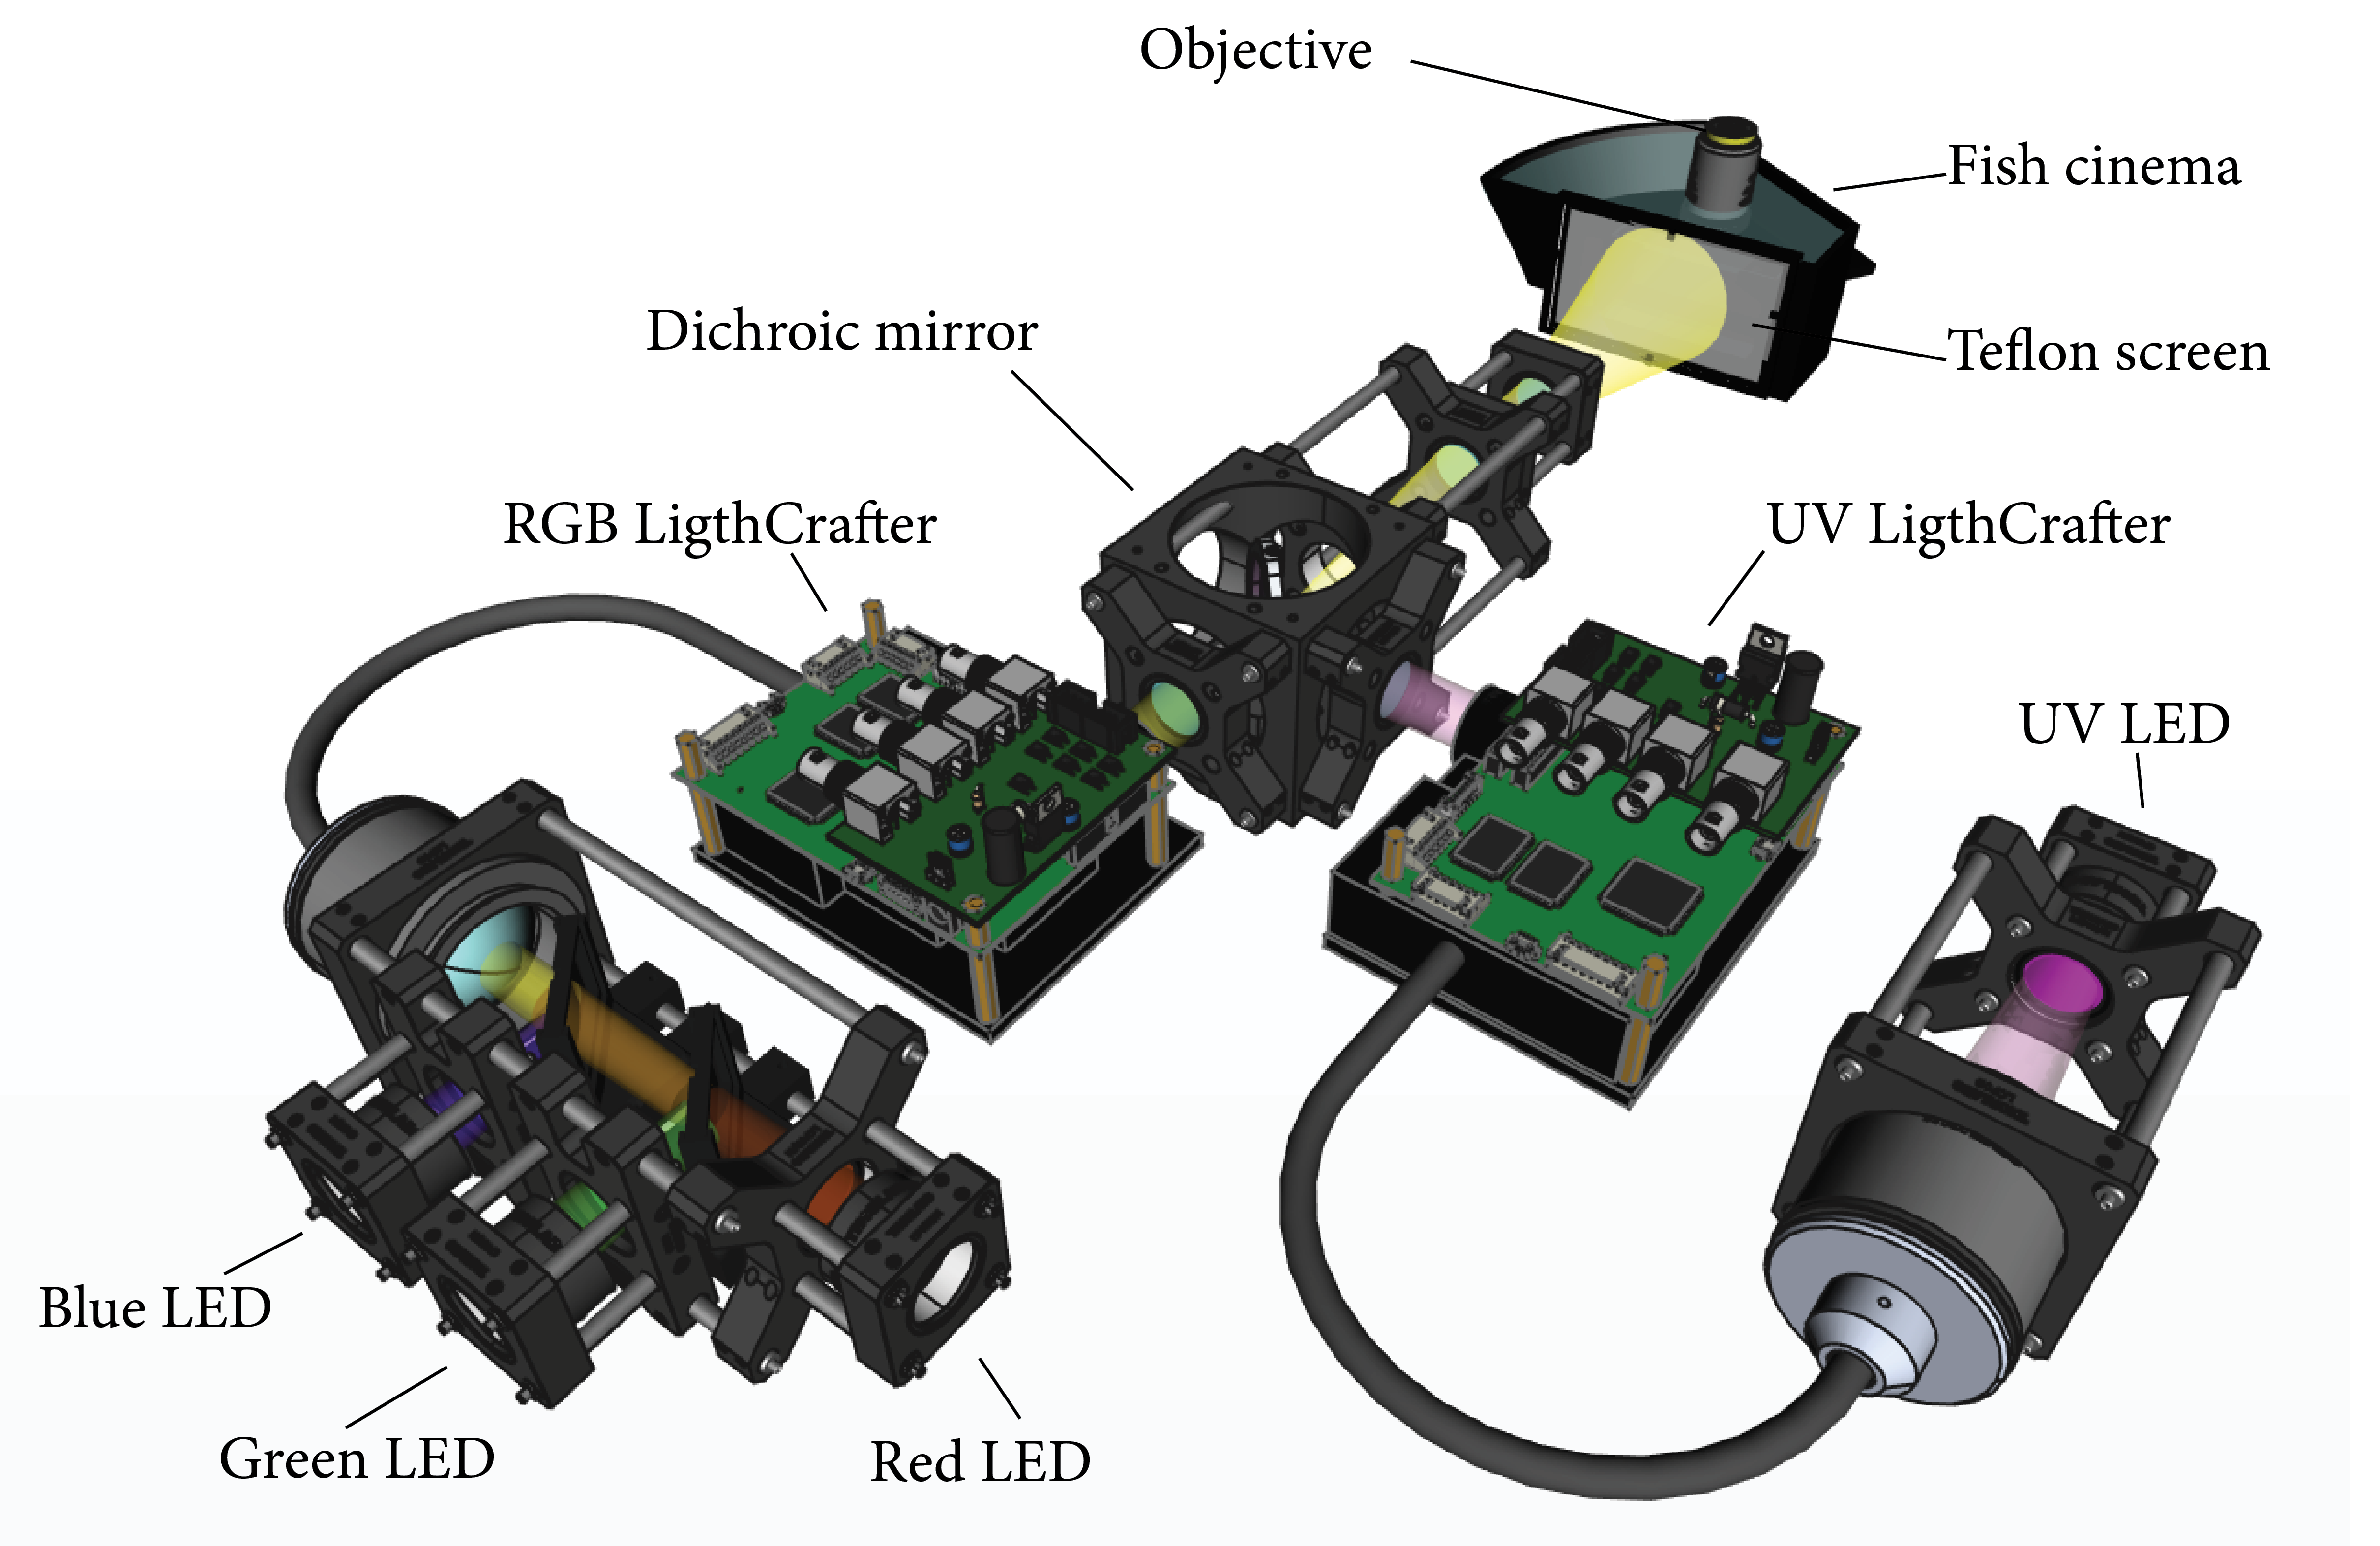 Objective
Fish cinema
Dichroic mirror
Teflon screen
RGB LigthCrafter
UV LigthCrafter
UV LED
Blue LED
Green LED
Red LED